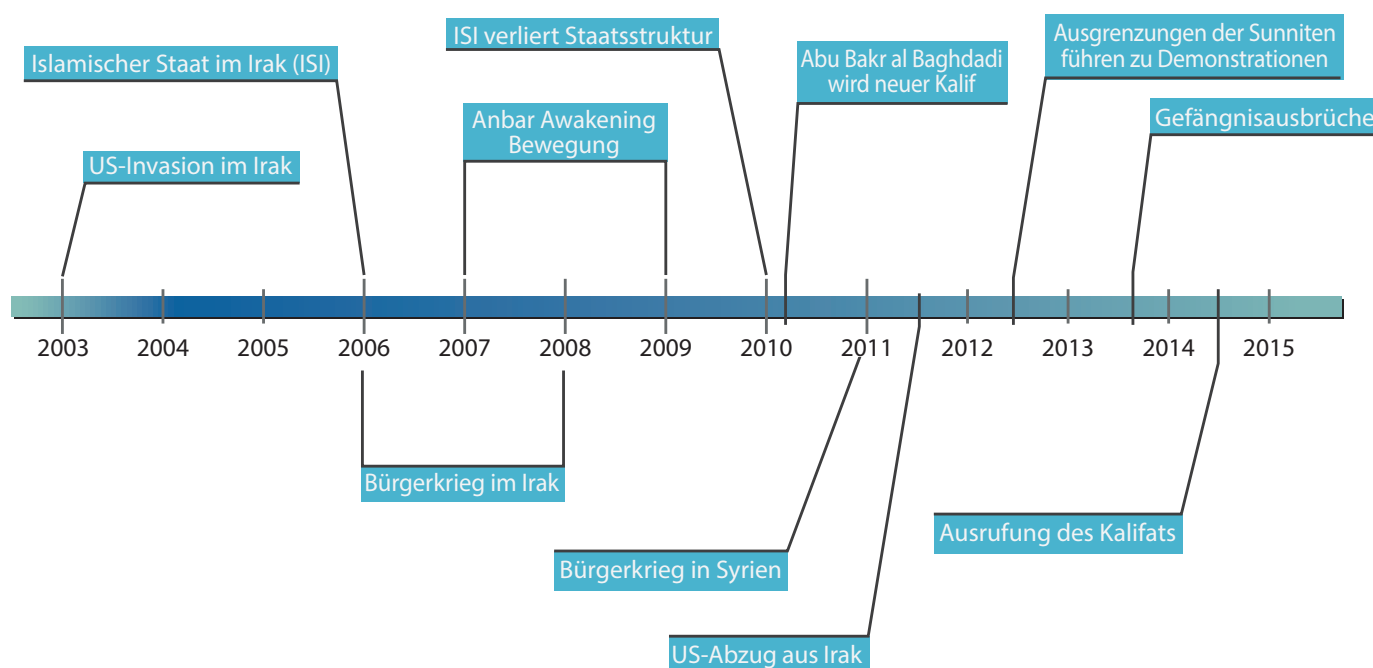 ISI verliert Staatsstruktur
Ausgrenzungen der Sunniten
führen zu Demonstrationen
Islamischer Staat im Irak (ISI)
Abu Bakr al Baghdadi
wird neuer Kalif
Anbar Awakening
Bewegung
Gefängnisausbrüche
US-Invasion im Irak
2003 2004 2005 2006 2007 2008 2009 2010 2011 2012 2013 2014 2015
Bürgerkrieg im Irak
Ausrufung des Kalifats
Bürgerkrieg in Syrien
US-Abzug aus Irak